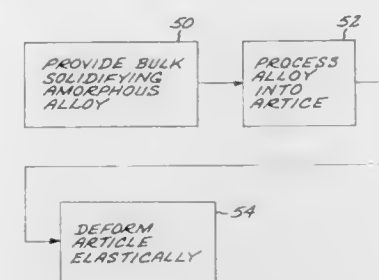 50
PROVIDE BULK
SOLIDIFYING
AMORPHOUS
ALLOY
52
PROCESS
ALLOY
INTO
ARTICE
54
DEFORM
ARTICLE
ELASTICALLY